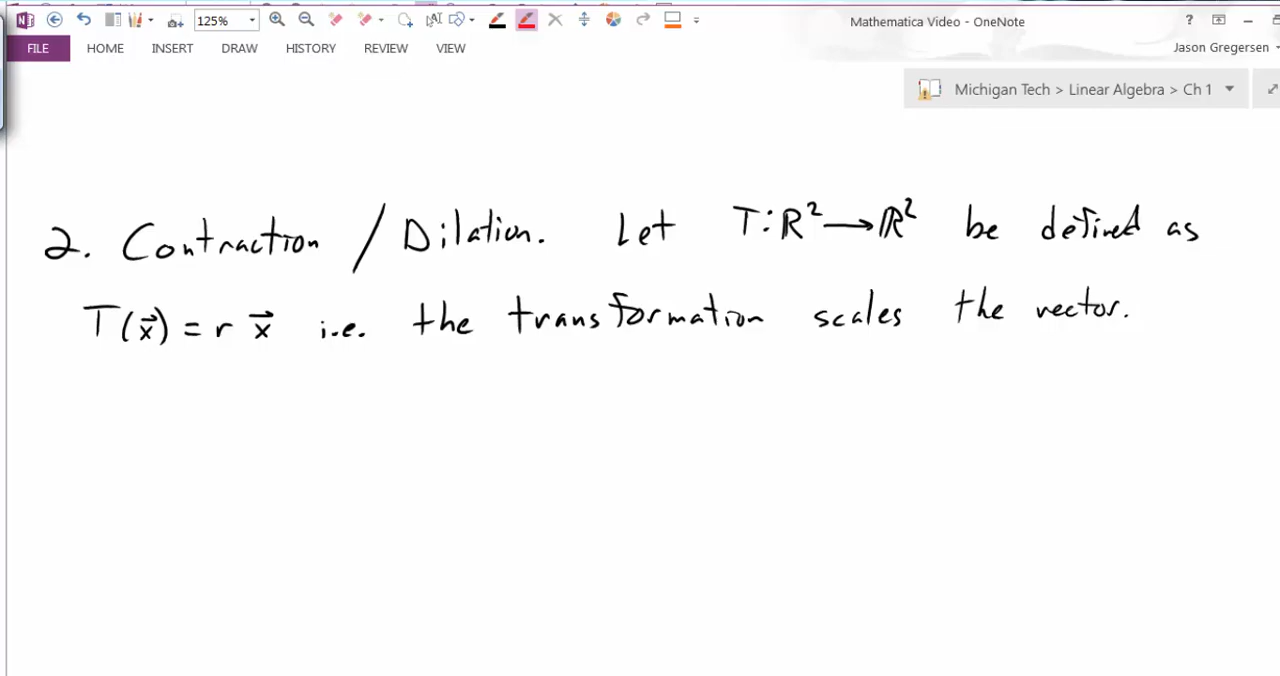 125%
Mathematica Video - OneNote
?
FILE HOME INSERT DRAW HISTORY REVIEW VIEW
Jason Gregersen
Michigan Tech > Linear Algebra > Ch 1
2. Contraction / Dilation. Let T: ℝ² → ℝ² be defined as
T(x⃗) = r x⃗ i.e. the transformation scales the vector.